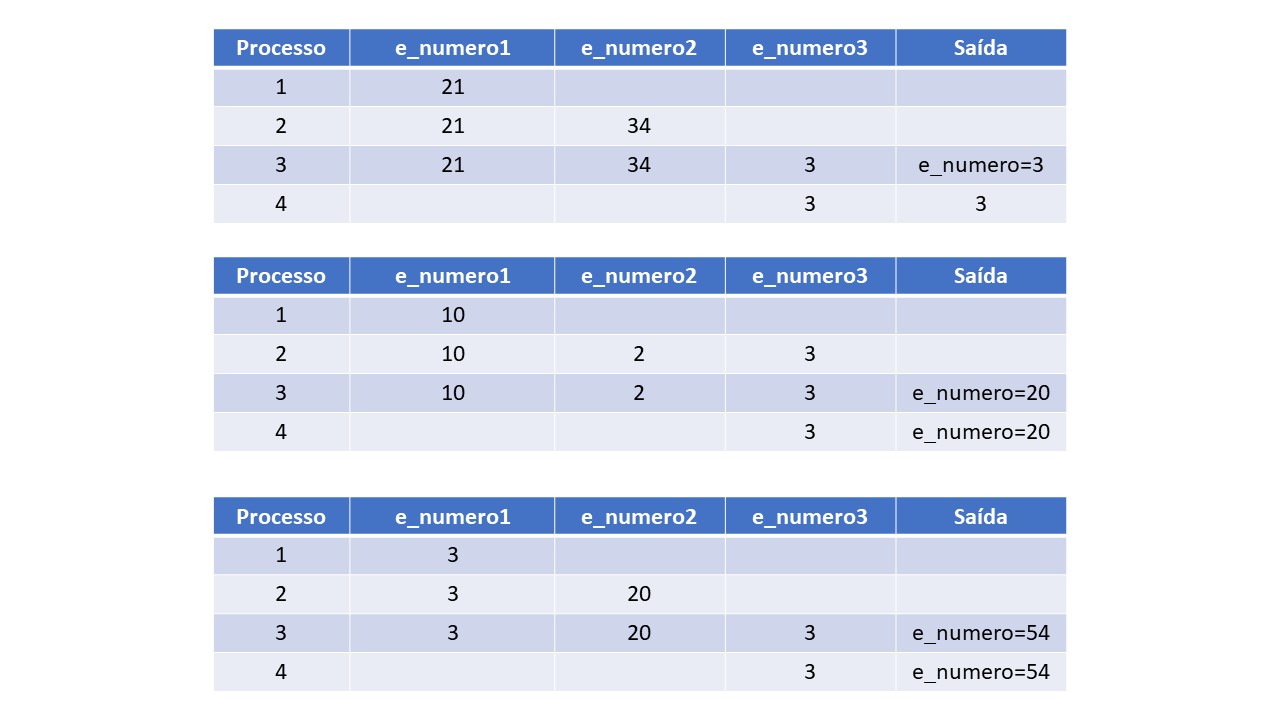 Processo e_numero1 e_numero2 e_numero3 Saída
1 21
2 21 34
3 21 34 3 e_numero=3
4 3 3
Processo e_numero1 e_numero2 e_numero3 Saída
1 10
2 10 2 3
3 10 2 3 e_numero=20
4 3 e_numero=20
Processo e_numero1 e_numero2 e_numero3 Saída
1 3
2 3 20
3 3 20 3 e_numero=54
4 3 e_numero=54